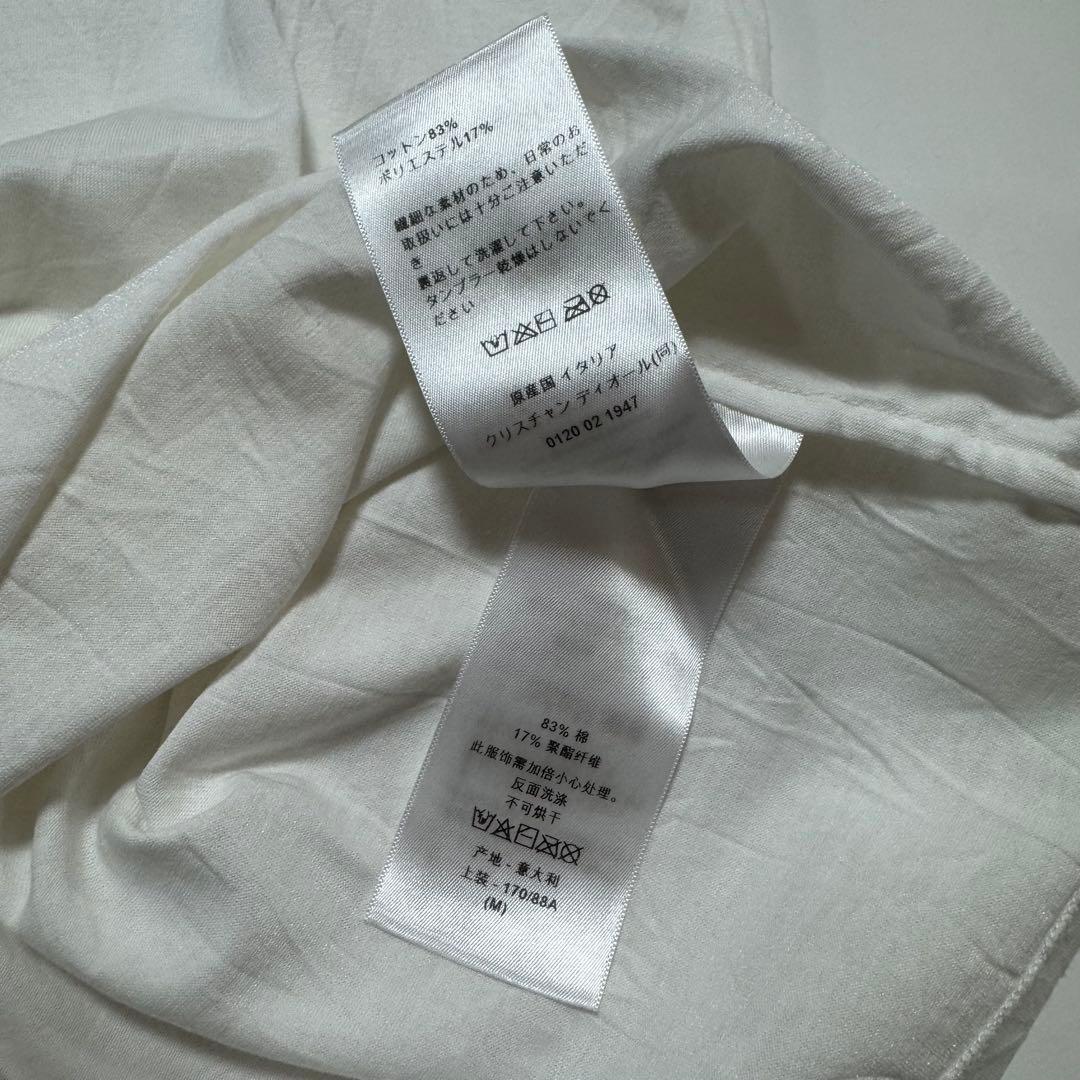 コットン83%
ポリエステル17%
繊細な素材のため、日常のお
取扱いには十分ご注意いただ
き
裏返して洗濯して下さい。
タンブラー乾燥はしないでく
ださい
原産国 イタリア
クリスチャン ディオール(同)
0120 02 1947
83% 棉
17% 聚酯纤维
此服饰需加倍小心处理。
反面洗涤
不可烘干
产地 - 意大利
上装 - 170/88A
(M)